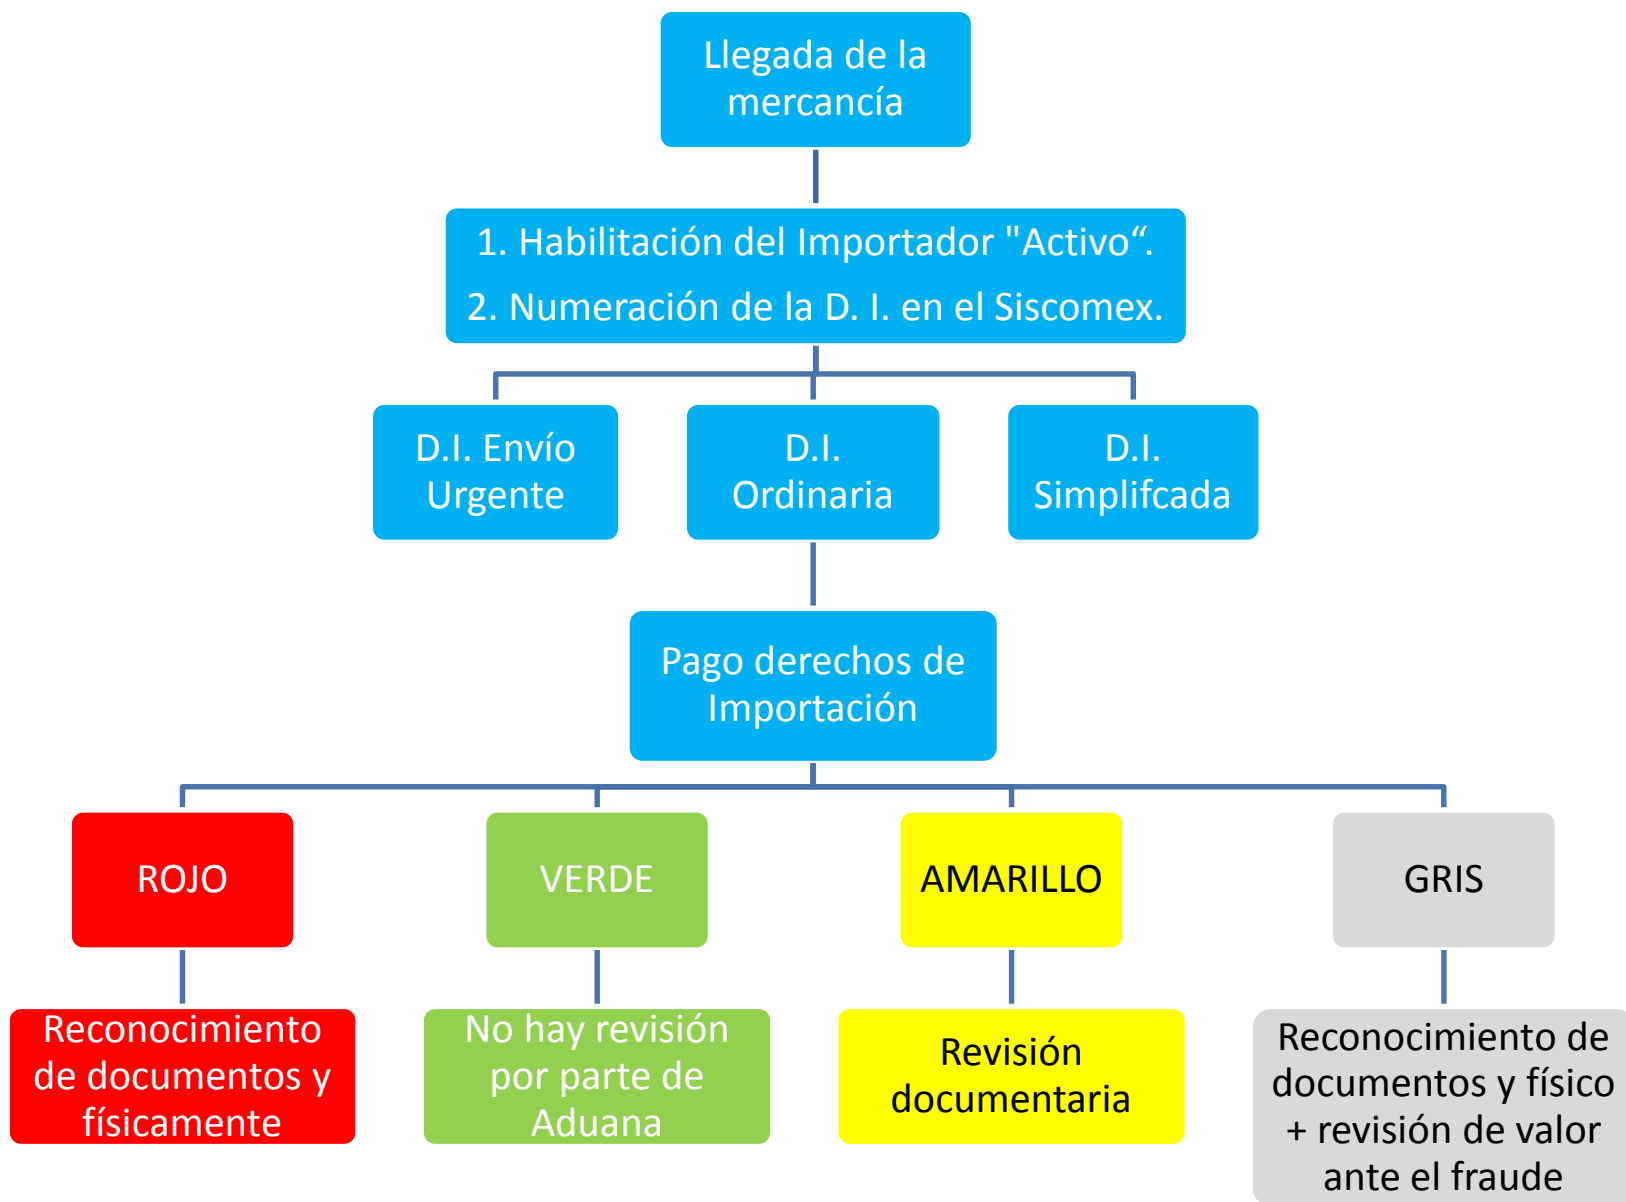 Llegada de la
mercancía
1. Habilitación del Importador "Activo“.
2. Numeración de la D. I. en el Siscomex.
D.I. Envío
Urgente
D.I.
Ordinaria
D.I.
Simplifcada
Pago derechos de
Importación
ROJO
VERDE
AMARILLO
GRIS
Reconocimiento
de documentos y
físicamente
No hay revisión
por parte de
Aduana
Revisión
documentaria
Reconocimiento de
documentos y físico
+ revisión de valor
ante el fraude